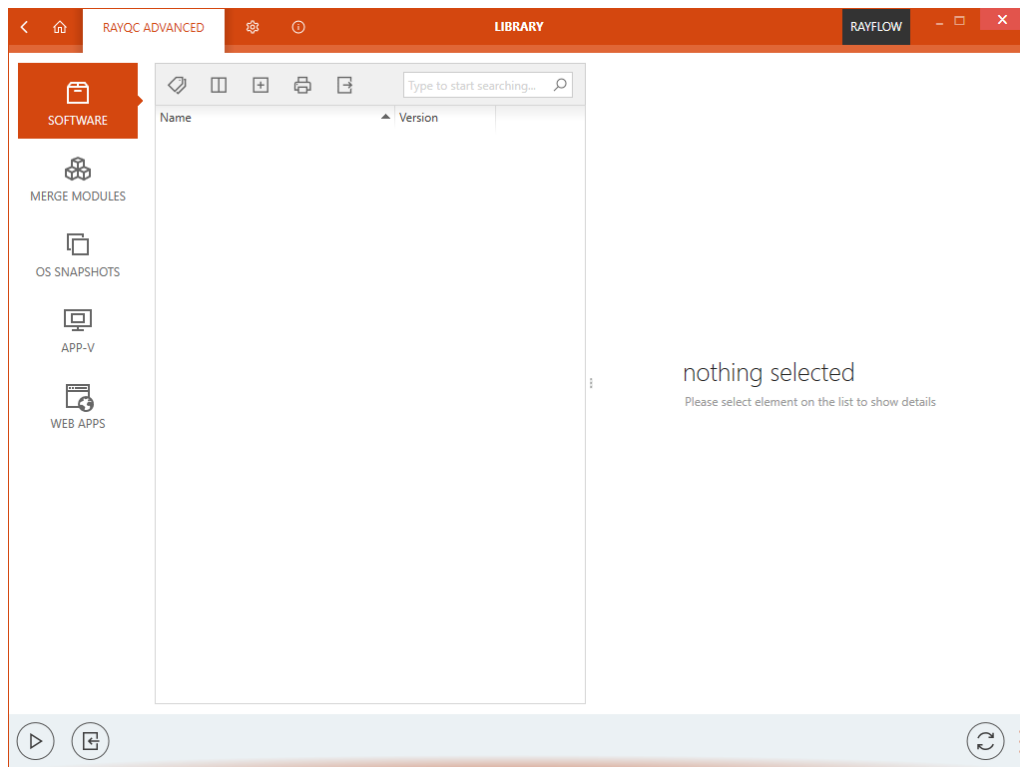 RAYQC ADVANCED
LIBRARY
RAYFLOW
SOFTWARE
MERGE MODULES
OS SNAPSHOTS
APP-V
WEB APPS
Type to start searching...
Name
Version
nothing selected
Please select element on the list to show details